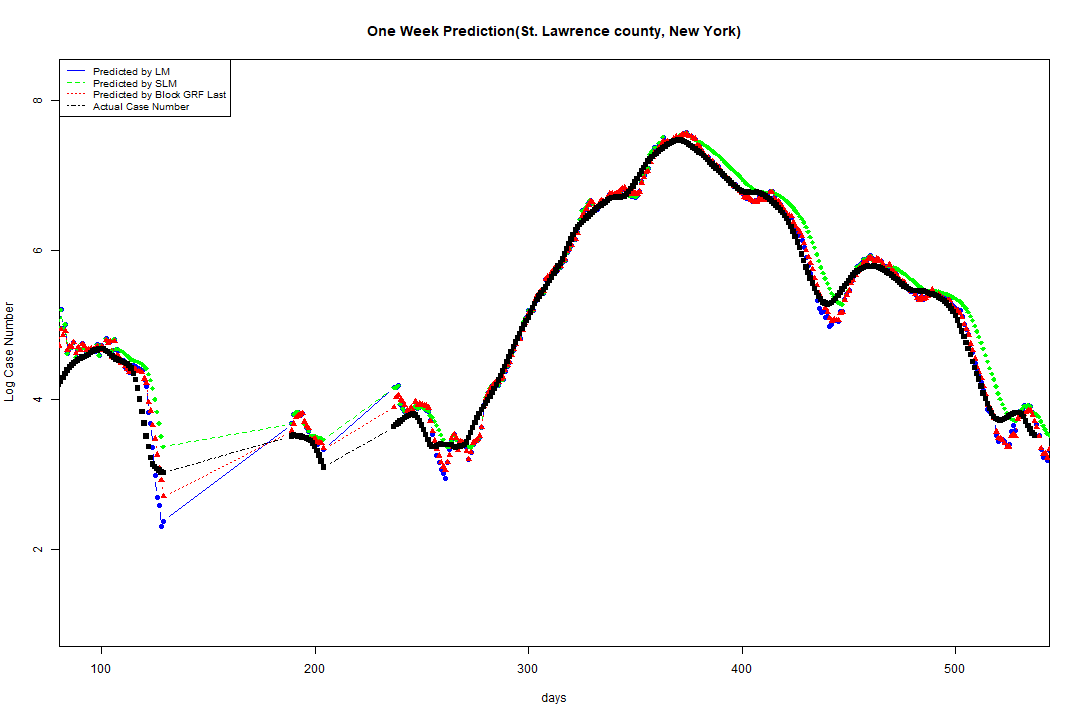 One Week Prediction(St. Lawrence county, New York)
Predicted by LM
Predicted by SLM
Predicted by Block GRF Last
Actual Case Number
8
6
4
2
Log Case Number
100 200 300 400 500
days